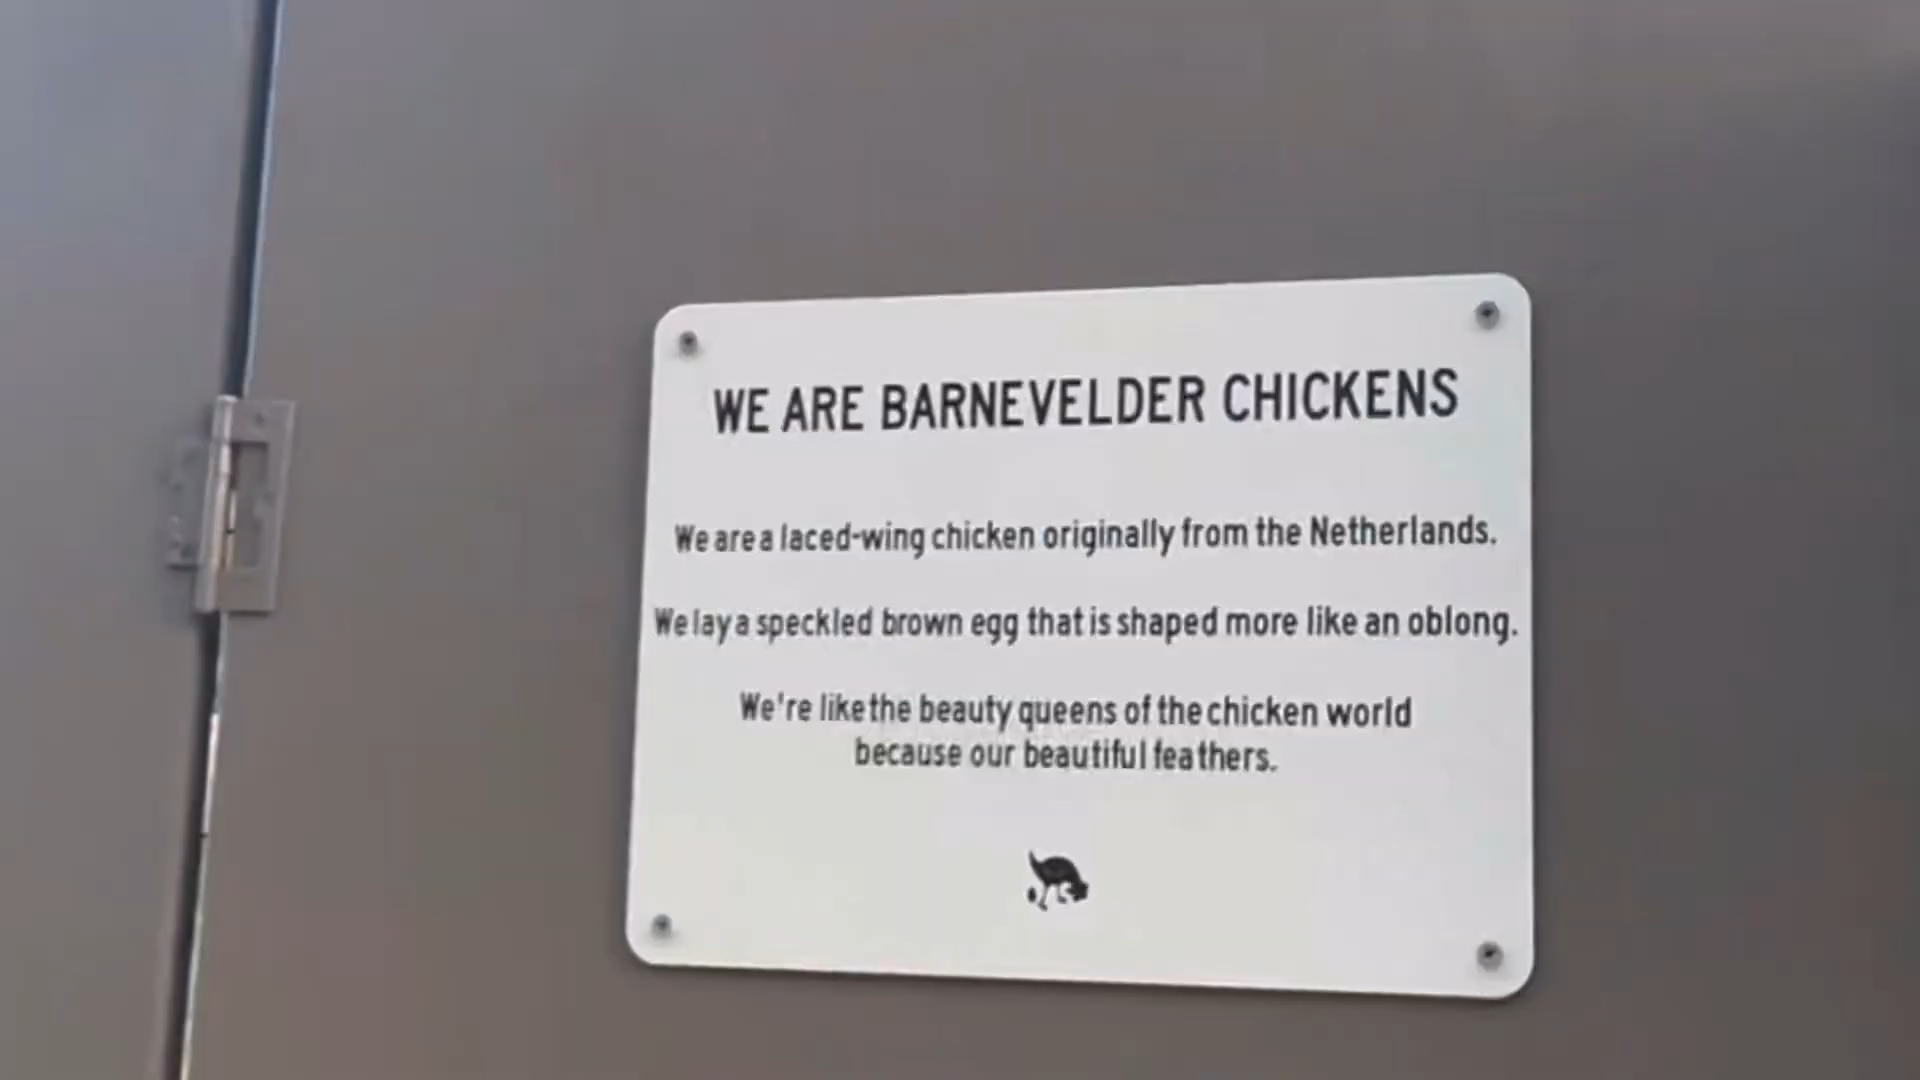 WE ARE BARNEVELDER CHICKENS
We are a laced-wing chicken originally from the Netherlands.
We lay a speckled brown egg that is shaped more like an oblong.
We're like the beauty queens of the chicken world
because our beautiful feathers.